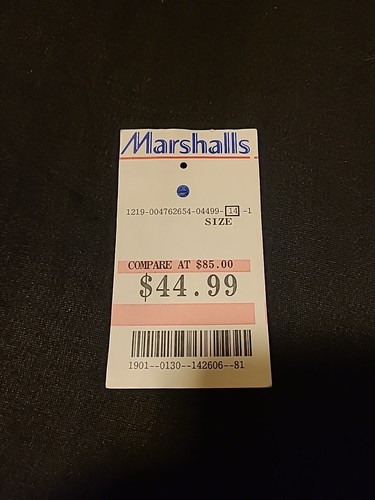 Marshalls
1219-004762654-04499-14-1
SIZE
COMPARE AT $85.00
$44.99
1901--0130--142606--81